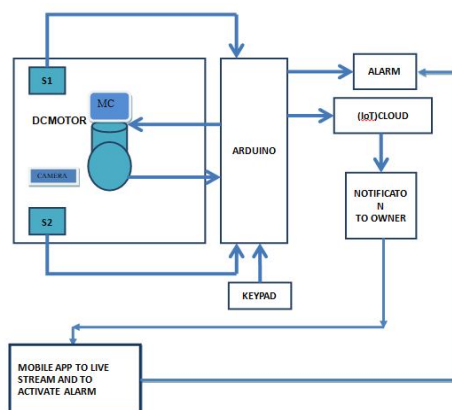 S1
MC
DCMOTOR
CAMERA
S2
ARDUINO
ALARM
(IoT)CLOUD
NOTIFICATO
N
TO OWNER
KEYPAD
MOBILE APP TO LIVE
STREAM AND TO
ACTIVATE ALARM